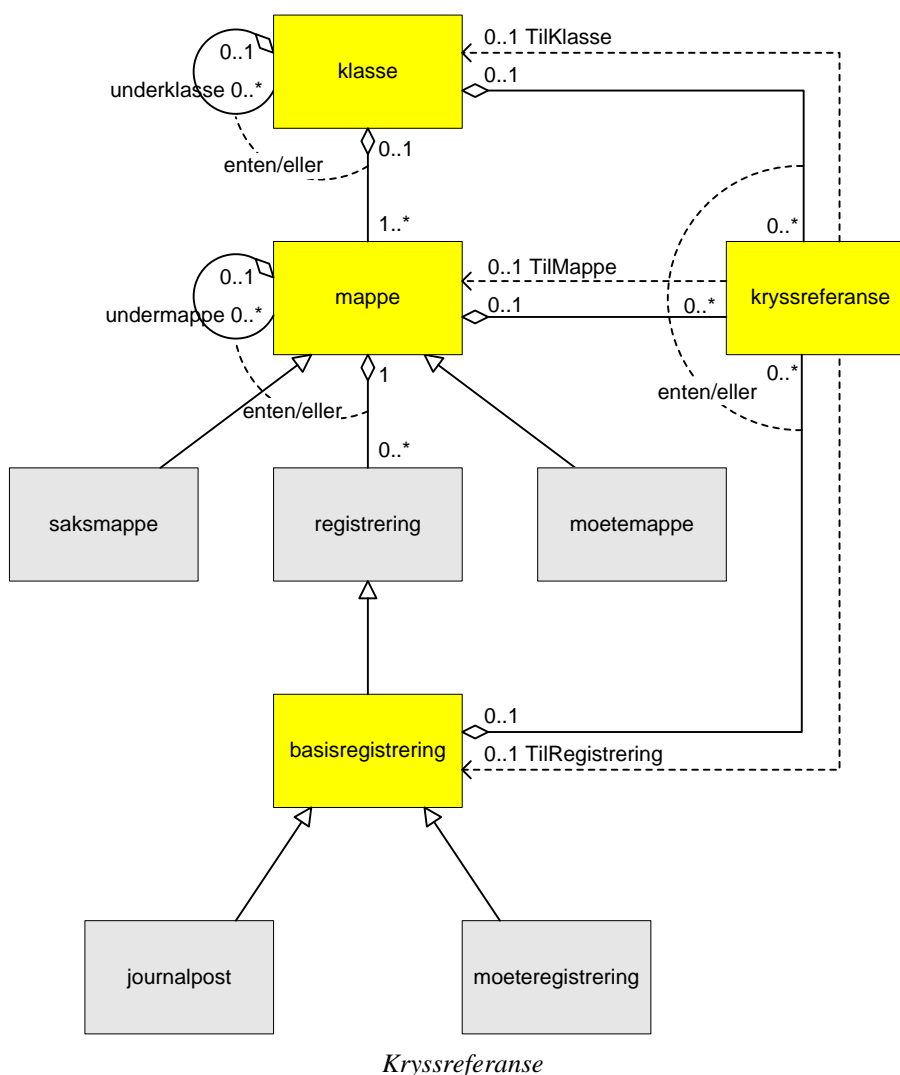 0..1 TilKlasse
0..1
klasse
0..1
underklasse 0..*
0..1
enten/eller
1..*
0..*
0..1
mappe
0..1 TilMappe
kryssreferanse
0..1
0..*
undermappe 0..*
1
0..*
enten/eller
enten/eller
0..*
saksmappe
registrering
moetemappe
0..1
basisregistrering
0..1 TilRegistrering
journalpost
moeteregistrering
Kryssreferanse